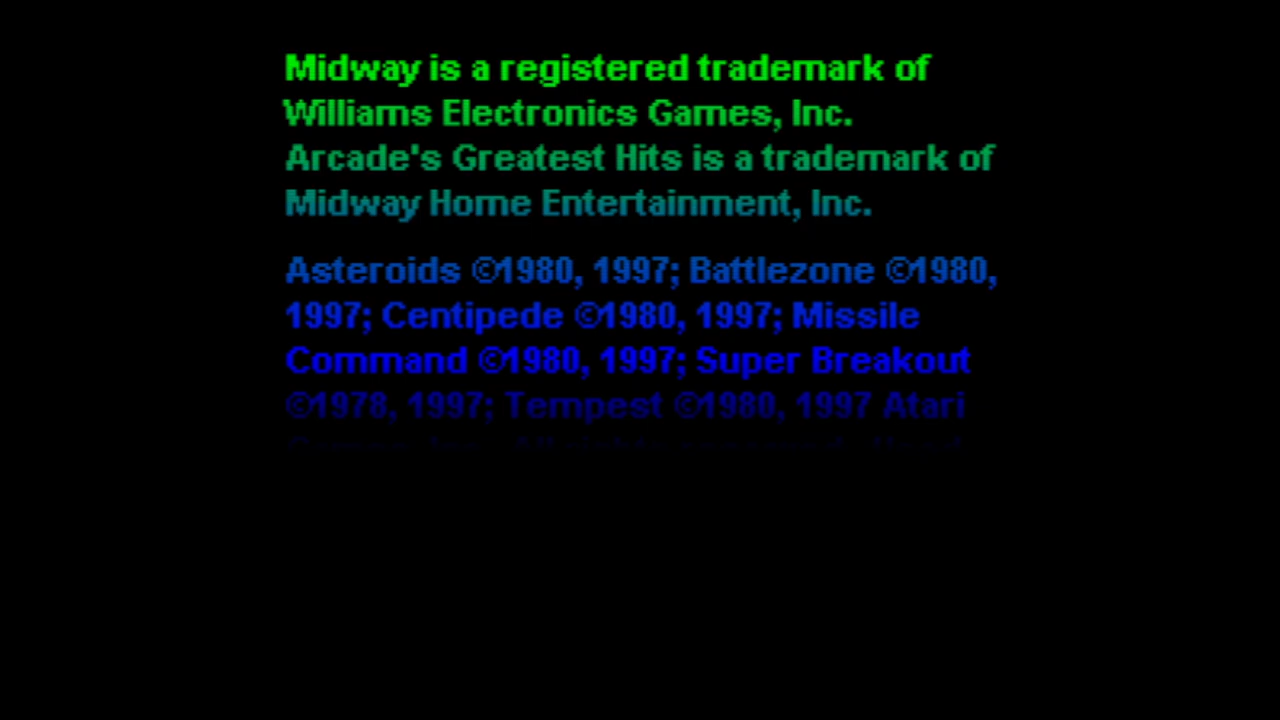 Midway is a registered trademark of
Williams Electronics Games, Inc.
Arcade's Greatest Hits is a trademark of
Midway Home Entertainment, Inc.
Asteroids ©1980, 1997; Battlezone ©1980,
1997; Centipede ©1980, 1997; Missile
Command ©1980, 1997; Super Breakout
©1978, 1997; Tempest ©1980, 1997 Atari